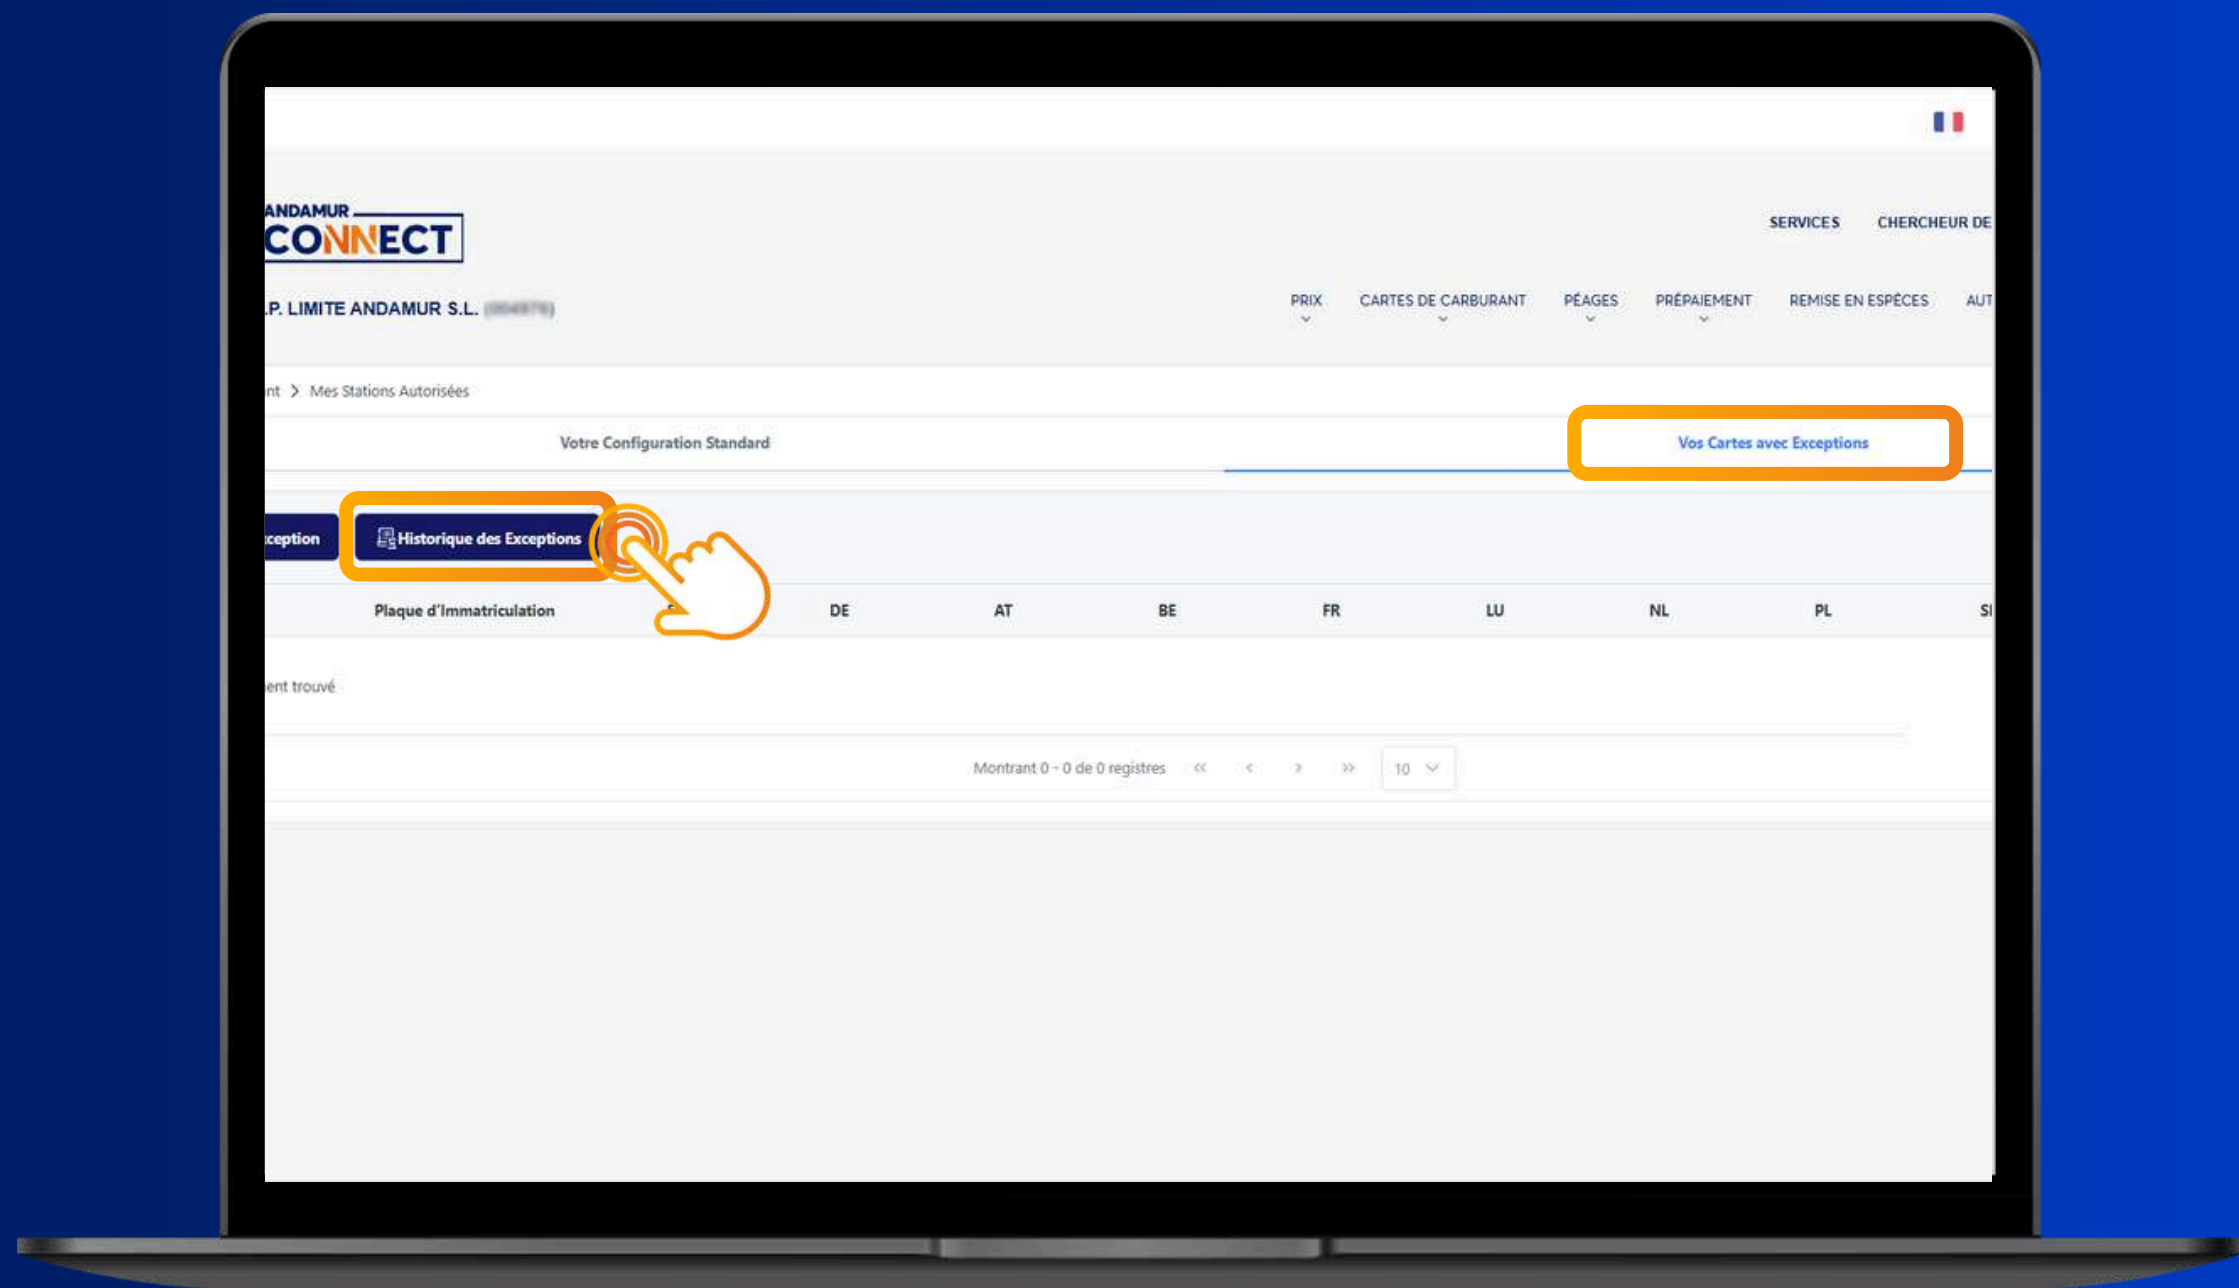 ANDAMUR
CONNECT
SERVICES CHERCHEUR DE
.P. LIMITE ANDAMUR S.L.
PRIX CARTES DE CARBURANT PÉAGES PRÉPAIEMENT REMISE EN ESPÈCES AUT
nt > Mes Stations Autorisées
Votre Configuration Standard Vos Cartes avec Exceptions
ception Historique des Exceptions
Plaque d'Immatriculation DE AT BE FR LU NL PL SI
ent trouvé
Montrant 0 - 0 de 0 registres << < > >> 10